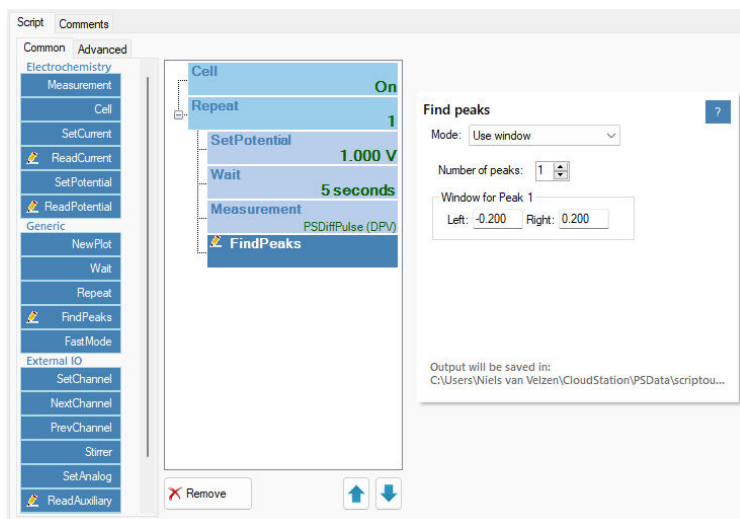 Script Comments
Common Advanced
Electrochemistry
Measurement
Cell
SetCurrent
ReadCurrent
SetPotential
ReadPotential
Generic
NewPlot
Wait
Repeat
FindPeaks
FastMode
External IO
SetChannel
NextChannel
PrevChannel
Stirrer
SetAnalog
ReadAuxiliary
Cell
On
Repeat
1
SetPotential
1.000 V
Wait
5 seconds
Measurement
PSDiffPulse (DPV)
FindPeaks
Remove
Find peaks
?
Mode: Use window
Number of peaks: 1
Window for Peak 1
Left: -0.200 Right: 0.200
Output will be saved in:
C:\Users\Niels van Velzen\CloudStation\PSData\scriptou...